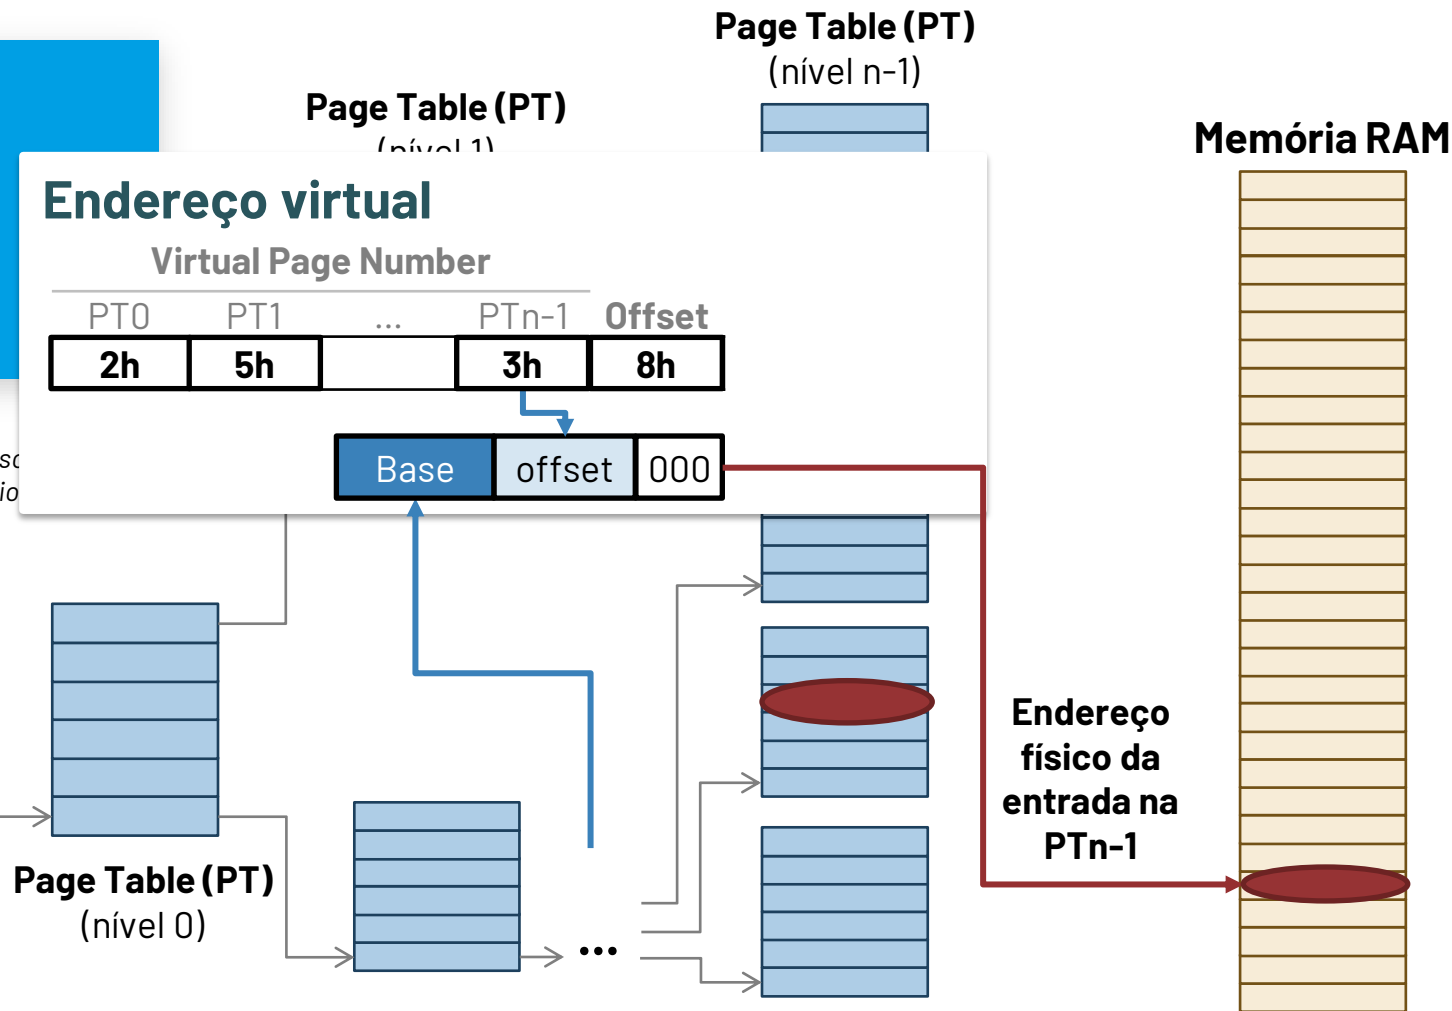 Page Table (PT)
(nível n-1)
Page Table (PT)
(nível 1)
Memória RAM
Endereço virtual
Virtual Page Number
PT0 PT1 ... PTn-1 Offset
2h 5h 3h 8h
Base offset 000
Endereço
físico da
entrada na
PTn-1
Page Table (PT)
(nível 0)
...